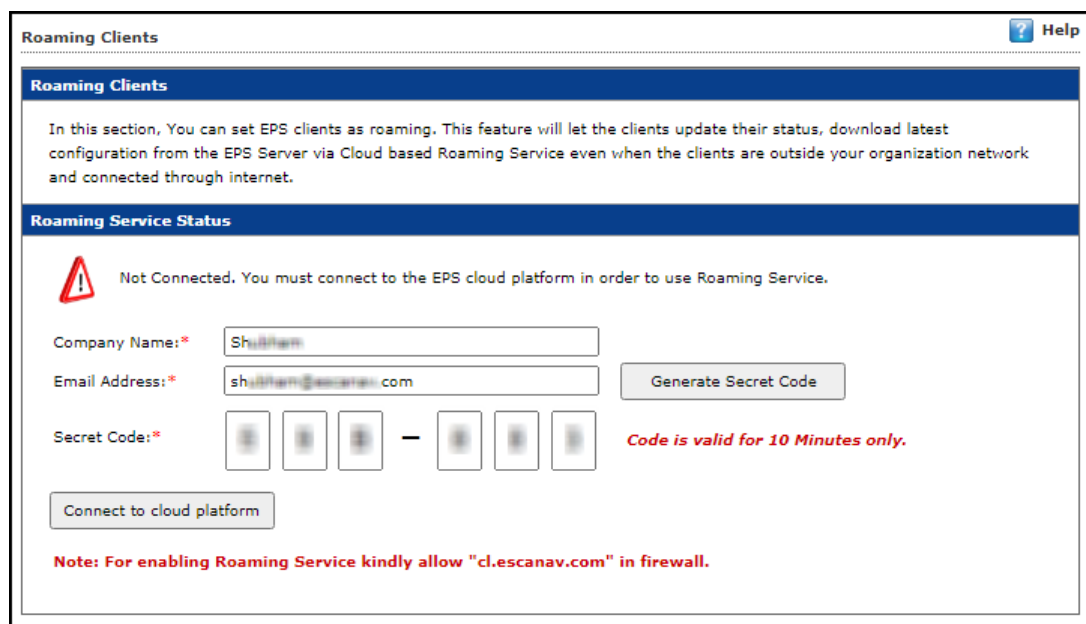 Roaming Clients
Help
Roaming Clients
In this section, You can set EPS clients as roaming. This feature will let the clients update their status, download latest
configuration from the EPS Server via Cloud based Roaming Service even when the clients are outside your organization network
and connected through internet.
Roaming Service Status
Not Connected. You must connect to the EPS cloud platform in order to use Roaming Service.
Company Name:*
Email Address:* .com Generate Secret Code
Secret Code:* – Code is valid for 10 Minutes only.
Connect to cloud platform
Note: For enabling Roaming Service kindly allow "cl.escanav.com" in firewall.